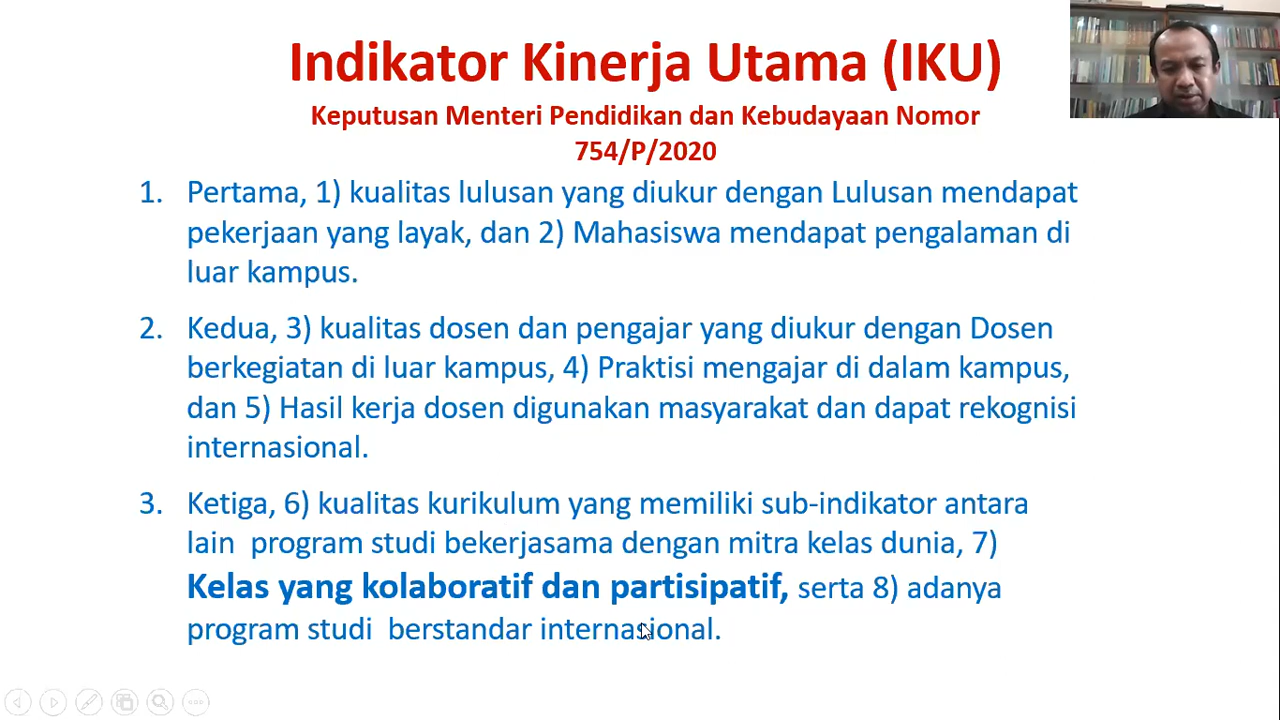 Indikator Kinerja Utama (IKU)
Keputusan Menteri Pendidikan dan Kebudayaan Nomor
754/P/2020
1. Pertama, 1) kualitas lulusan yang diukur dengan Lulusan mendapat
pekerjaan yang layak, dan 2) Mahasiswa mendapat pengalaman di
luar kampus.
2. Kedua, 3) kualitas dosen dan pengajar yang diukur dengan Dosen
berkegiatan di luar kampus, 4) Praktisi mengajar di dalam kampus,
dan 5) Hasil kerja dosen digunakan masyarakat dan dapat rekognisi
internasional.
3. Ketiga, 6) kualitas kurikulum yang memiliki sub-indikator antara
lain program studi bekerjasama dengan mitra kelas dunia, 7)
Kelas yang kolaboratif dan partisipatif, serta 8) adanya
program studi berstandar internasional.